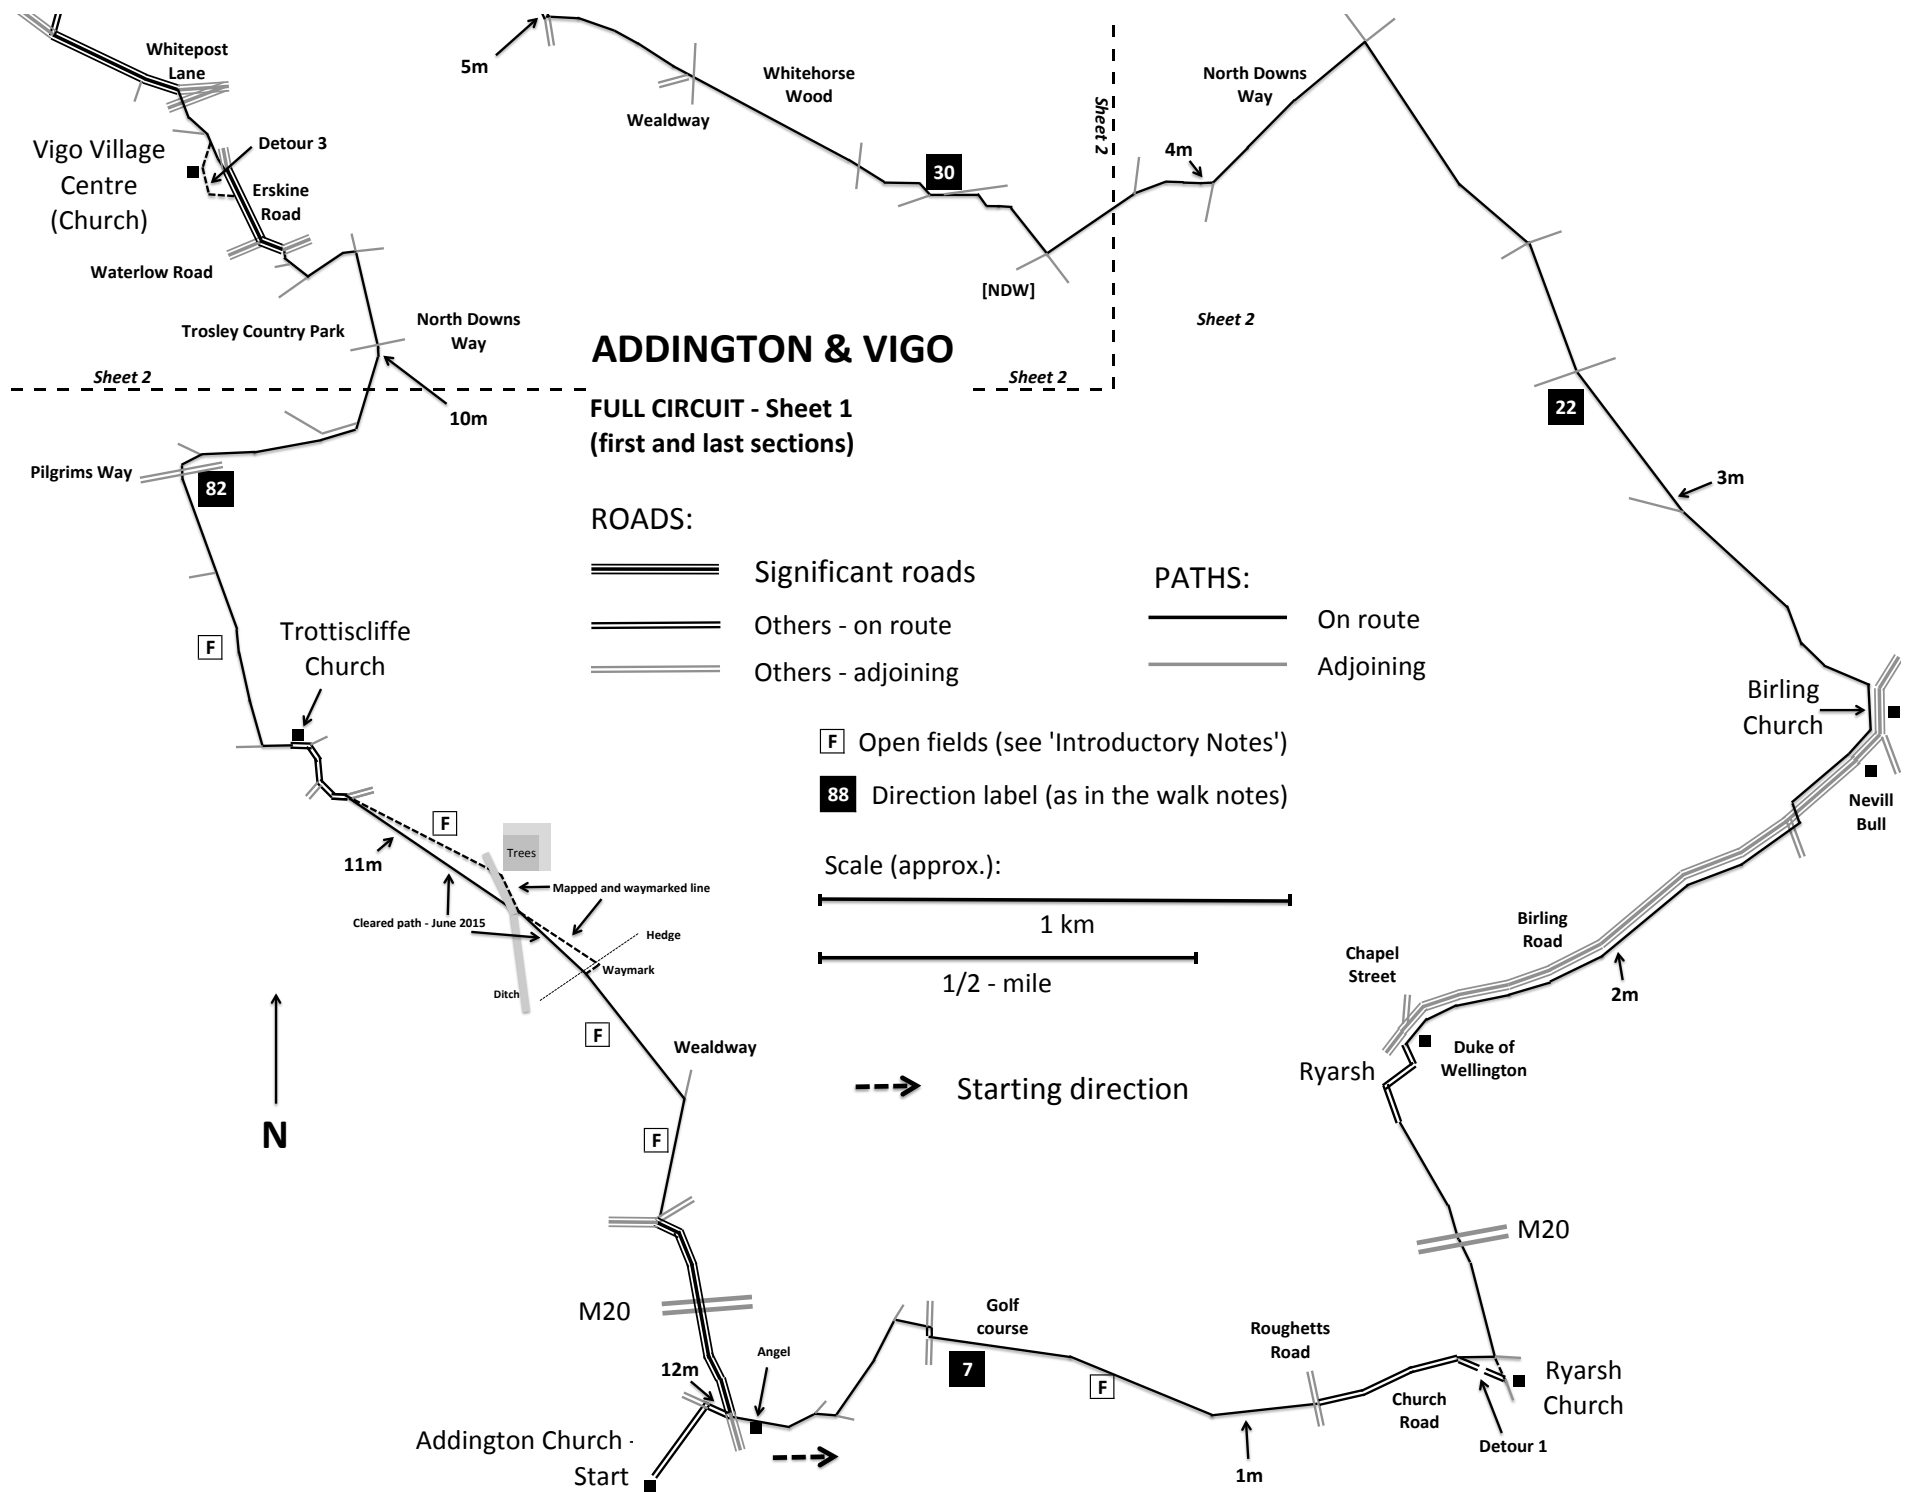 Whitepost
Lane
5m
Whitehorse
Wood
North Downs
Way
Wealdway
Sheet 2
4m
Detour 3
Vigo Village
Centre
(Church)
30
Erskine
Road
Waterlow Road
[NDW]
Trosley Country Park
North Downs
Way
ADDINGTON & VIGO
Sheet 2
Sheet 2
Sheet 2
10m
FULL CIRCUIT - Sheet 1
(first and last sections)
22
Pilgrims Way
82
3m
ROADS:
Significant roads
Others - on route
Others - adjoining
PATHS:
On route
Adjoining
F
Trottiscliffe
Church
Birling
Church
F Open fields (see 'Introductory Notes')
88 Direction label (as in the walk notes)
Nevill
Bull
F
11m
Trees
Mapped and waymarked line
Cleared path - June 2015
Scale (approx.):
1 km
1/2 - mile
Hedge
Waymark
Ditch
Birling
Road
Chapel
Street
2m
F
Wealdway
Duke of
Wellington
Ryarsh
Starting direction
N
F
M20
M20
Golf
course
Angel
12m
7
F
Roughetts
Road
Church
Road
Ryarsh
Church
Detour 1
Addington Church -
Start
1m